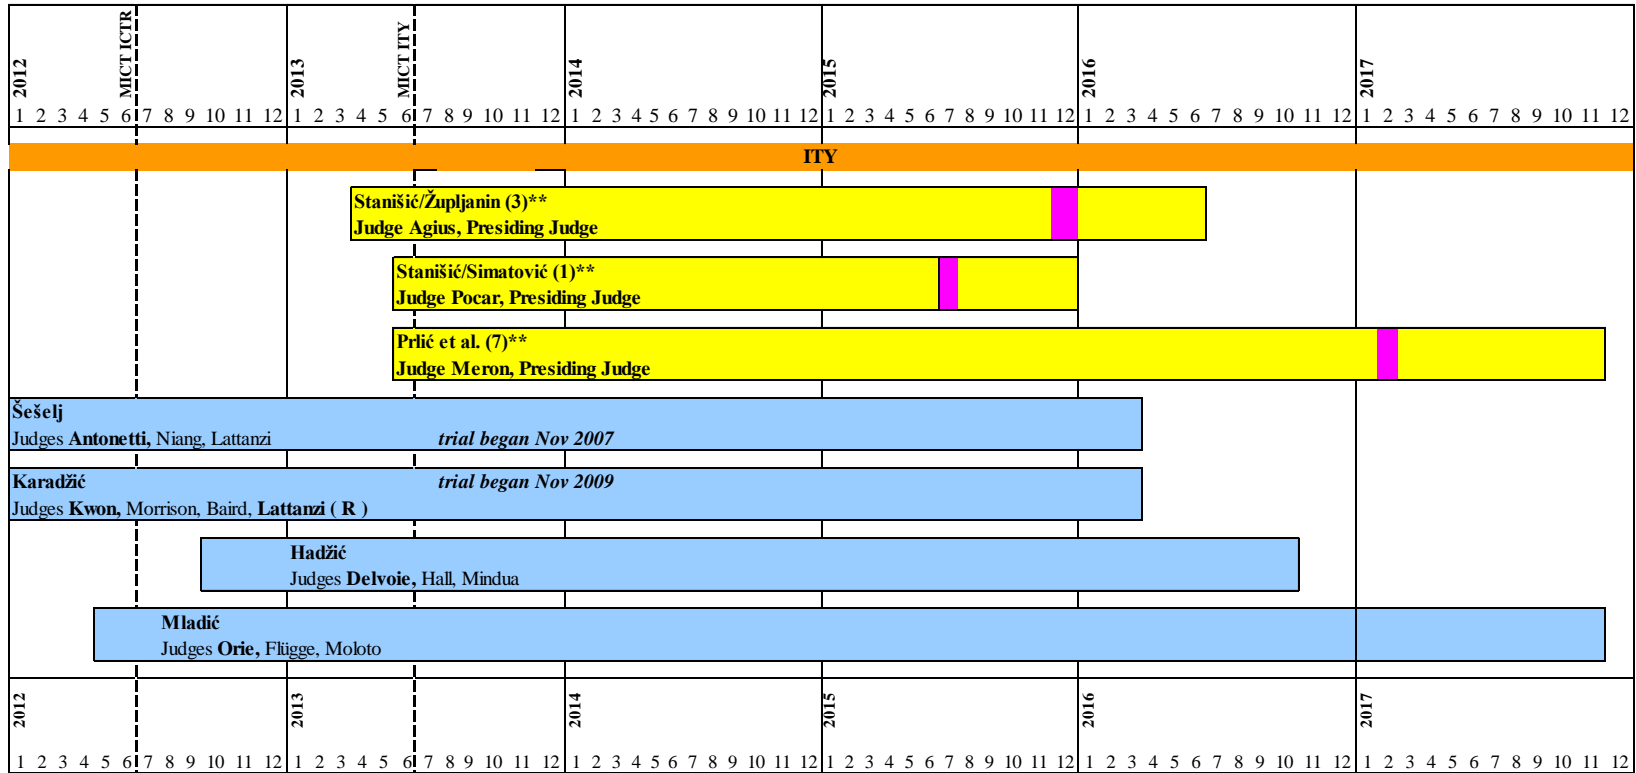 2012 MICT ICTR 2013 MICT ITY 2014 2015 2016 2017
1 2 3 4 5 6 7 8 9 10 11 12 1 2 3 4 5 6 7 8 9 10 11 12 1 2 3 4 5 6 7 8 9 10 11 12 1 2 3 4 5 6 7 8 9 10 11 12 1 2 3 4 5 6 7 8 9 10 11 12 1 2 3 4 5 6 7 8 9 10 11 12
ITY
Stanišić/Župljanin (3)**
Judge Agius, Presiding Judge
Stanišić/Simatović (1)**
Judge Pocar, Presiding Judge
Prlić et al. (7)**
Judge Meron, Presiding Judge
Šešelj
Judges Antonetti, Niang, Lattanzi trial began Nov 2007
Karadžić trial began Nov 2009
Judges Kwon, Morrison, Baird, Lattanzi ( R )
Hadžić
Judges Delvoie, Hall, Mindua
Mladić
Judges Orie, Flügge, Moloto
2012 2013 2014 2015 2016 2017
1 2 3 4 5 6 7 8 9 10 11 12 1 2 3 4 5 6 7 8 9 10 11 12 1 2 3 4 5 6 7 8 9 10 11 12 1 2 3 4 5 6 7 8 9 10 11 12 1 2 3 4 5 6 7 8 9 10 11 12 1 2 3 4 5 6 7 8 9 10 11 12